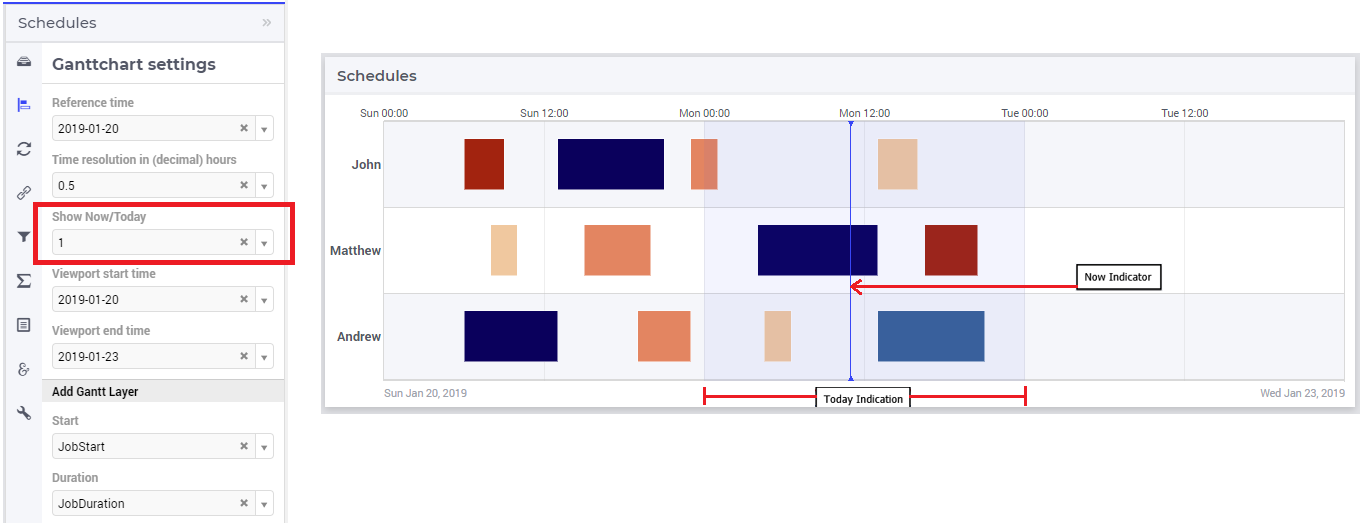 Schedules
»
Ganttchart settings
Reference time
2019-01-20
Time resolution in (decimal) hours
0.5
Show Now/Today
1
Viewport start time
2019-01-20
Viewport end time
2019-01-23
Add Gantt Layer
Start
JobStart
Duration
JobDuration
Schedules
Sun 00:00 Sun 12:00 Mon 00:00 Mon 12:00 Tue 00:00 Tue 12:00
John
Matthew
Now Indicator
Andrew
Sun Jan 20, 2019 Wed Jan 23, 2019
Today Indication